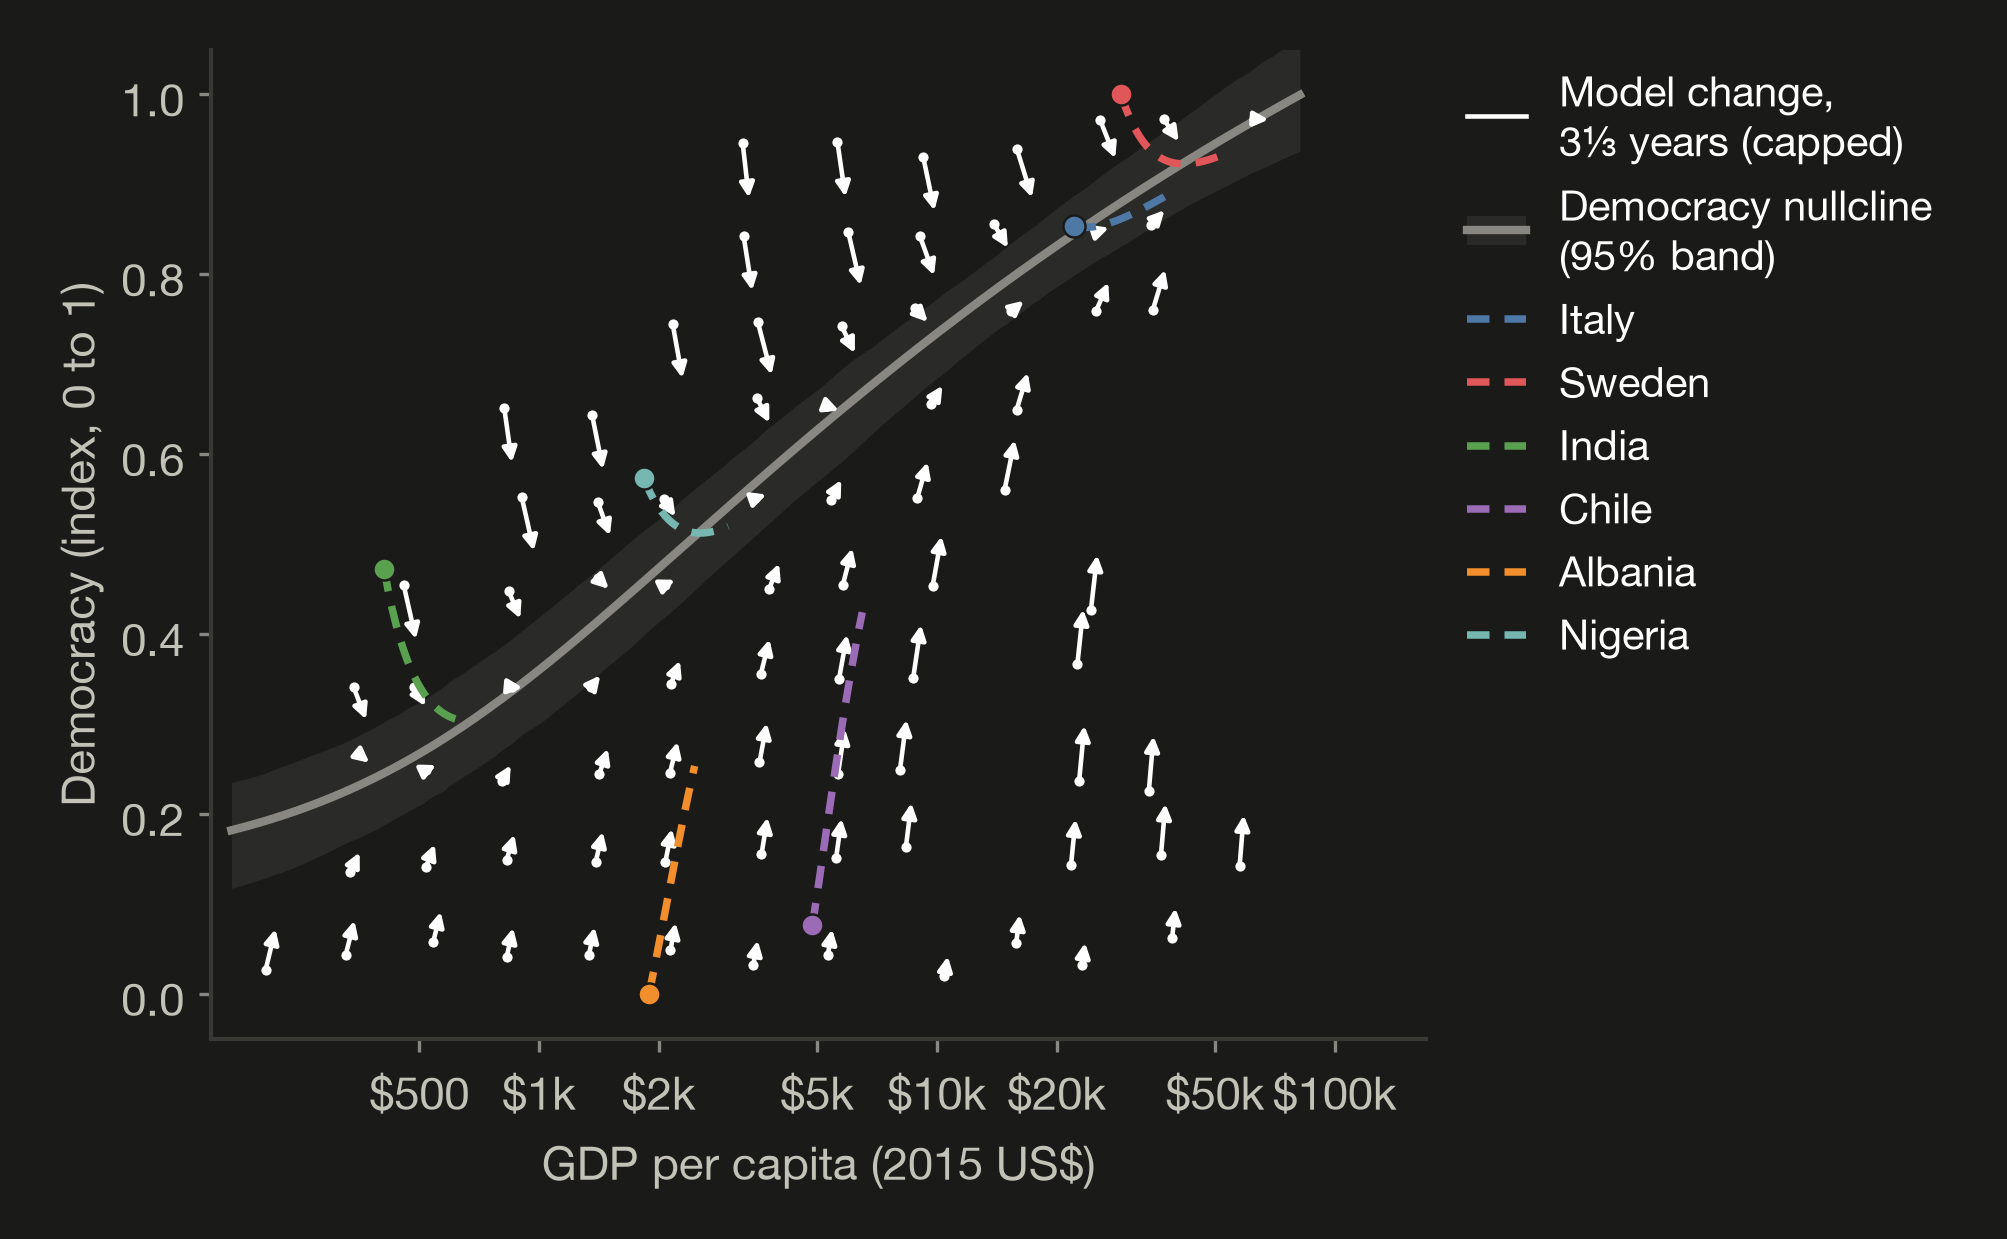 1.0
0.8
0.6
0.4
0.2
0.0
Democracy (index, 0 to 1)
$500 $1k $2k $5k $10k $20k $50k $100k
GDP per capita (2015 US$)
Model change,
3⅓ years (capped)
Democracy nullcline
(95% band)
Italy
Sweden
India
Chile
Albania
Nigeria